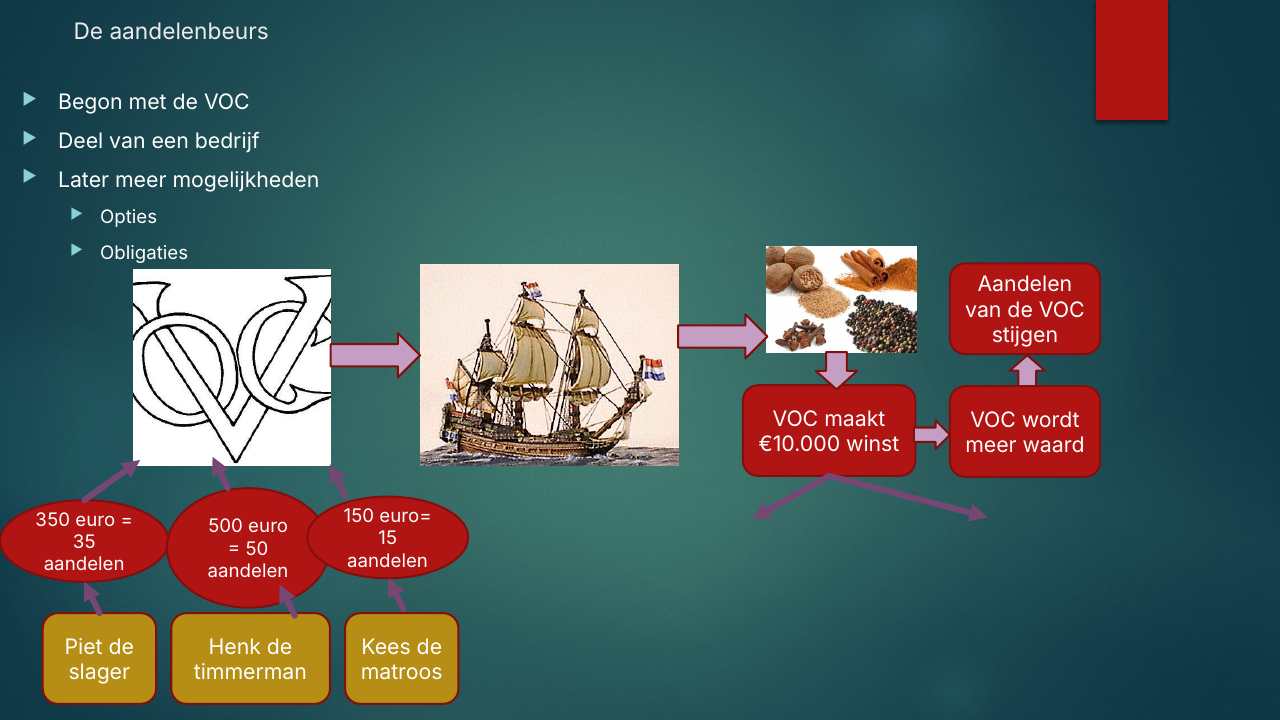 De aandelenbeurs
Begon met de VOC
Deel van een bedrijf
Later meer mogelijkheden
Opties
Obligaties
VOC
Aandelen
van de VOC
stijgen
VOC maakt
€10.000 winst
VOC wordt
meer waard
350 euro =
35
aandelen
500 euro
= 50
aandelen
150 euro=
15
aandelen
Piet de
slager
Henk de
timmerman
Kees de
matroos